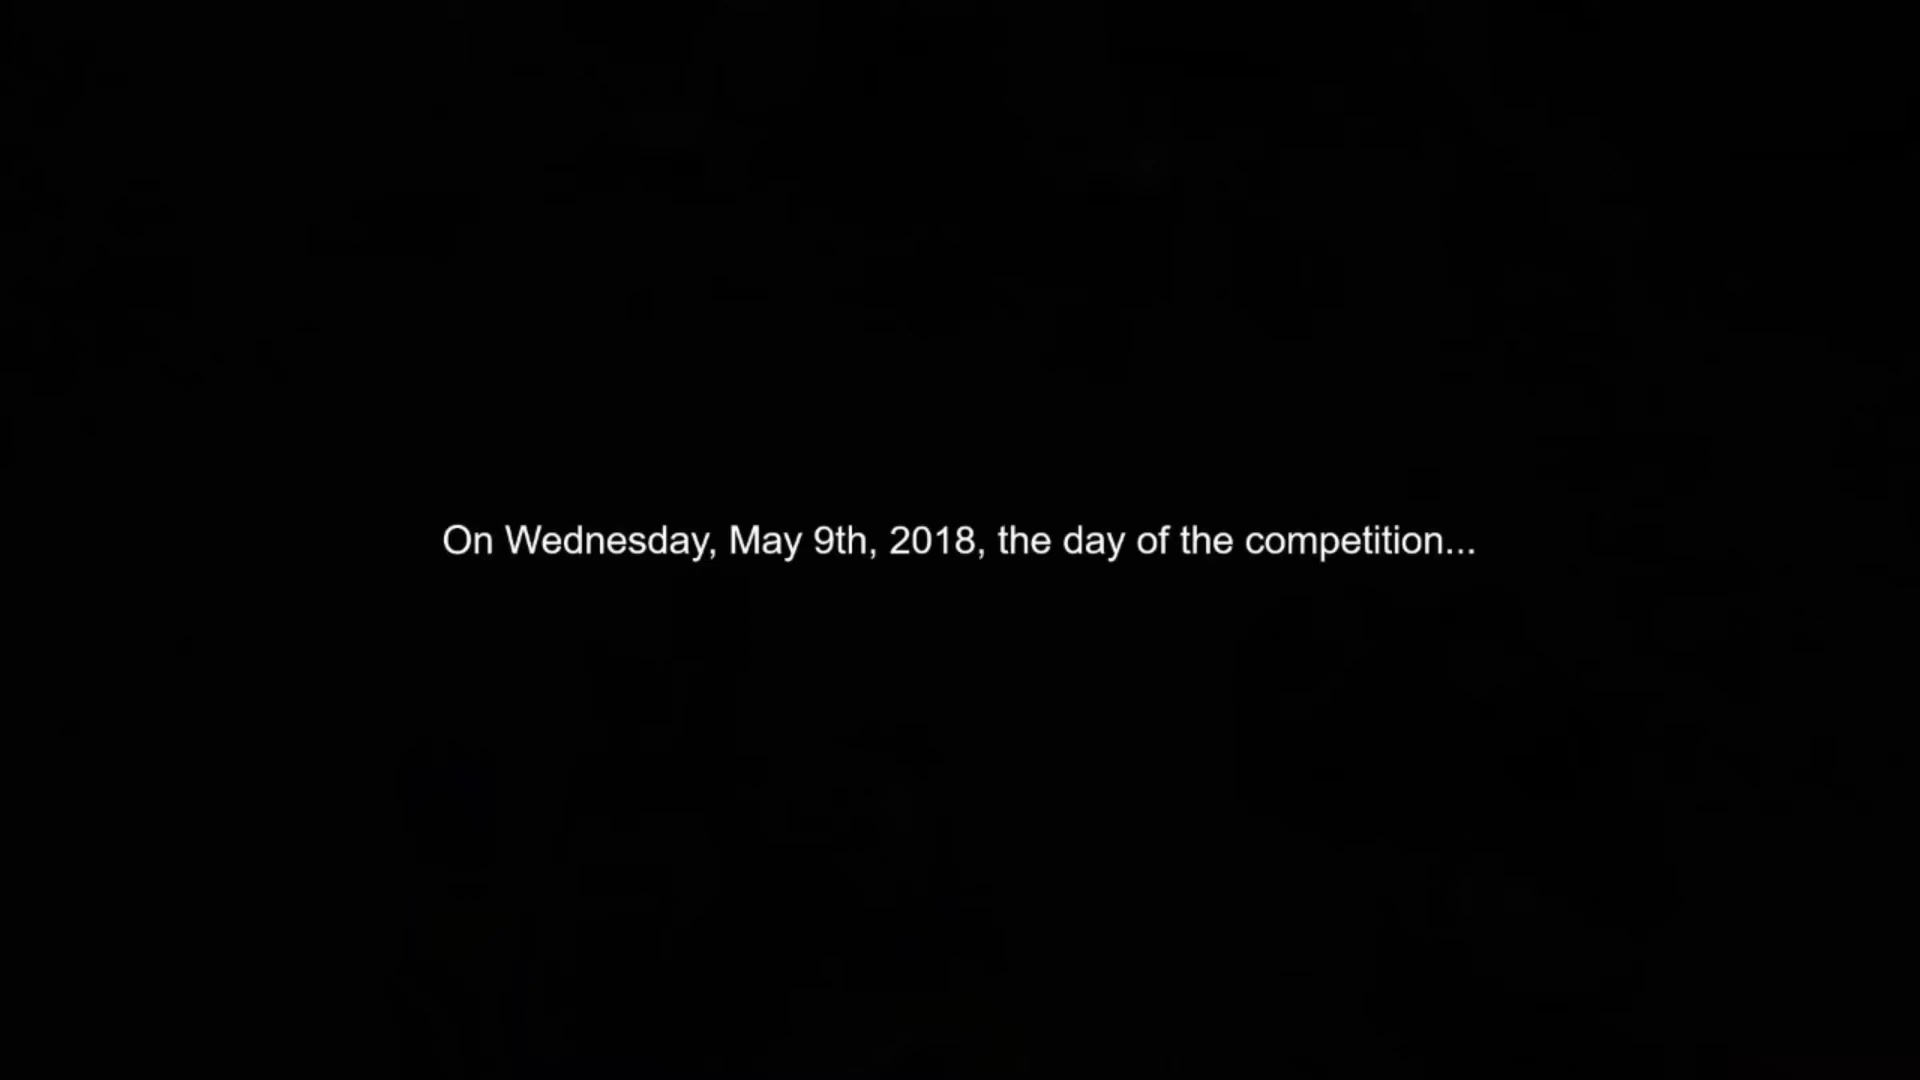 On Wednesday, May 9th, 2018, the day of the competition...